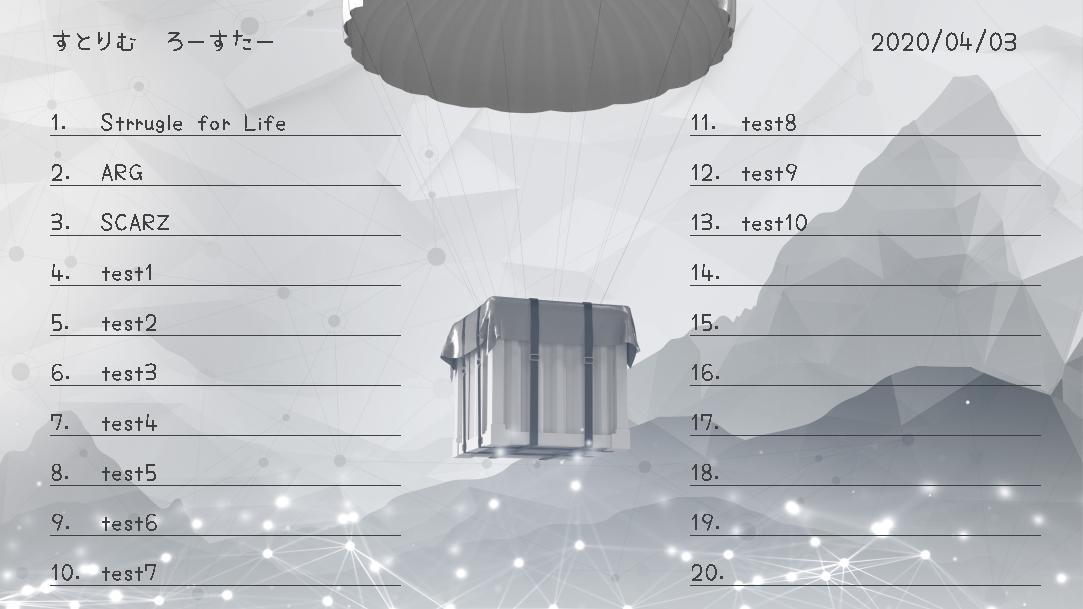 すとりむ　ろーすたー
2020/04/03
1. Strrugle for Life
2. ARG
3. SCARZ
4. test1
5. test2
6. test3
7. test4
8. test5
9. test6
10. test7
11. test8
12. test9
13. test10
14.
15.
16.
17.
18.
19.
20.